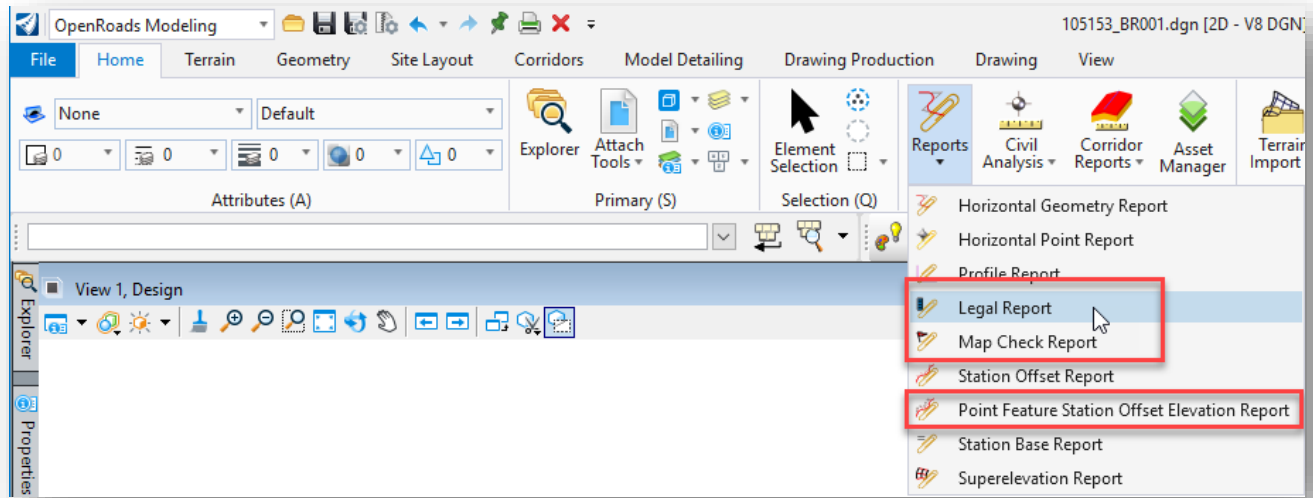 OpenRoads Modeling
105153_BR001.dgn [2D - V8 DGN]
File Home Terrain Geometry Site Layout Corridors Model Detailing Drawing Production Drawing View
None Default
0 0 0 0 0
Explorer
Attach Tools
Element Selection
Reports
Civil Analysis
Corridor Reports
Asset Manager
Terrain Import
Attributes (A) Primary (S) Selection (Q)
Horizontal Geometry Report
Horizontal Point Report
Profile Report
Legal Report
Map Check Report
Station Offset Report
Point Feature Station Offset Elevation Report
Station Base Report
Superelevation Report
View 1, Design
Explorer
Properties